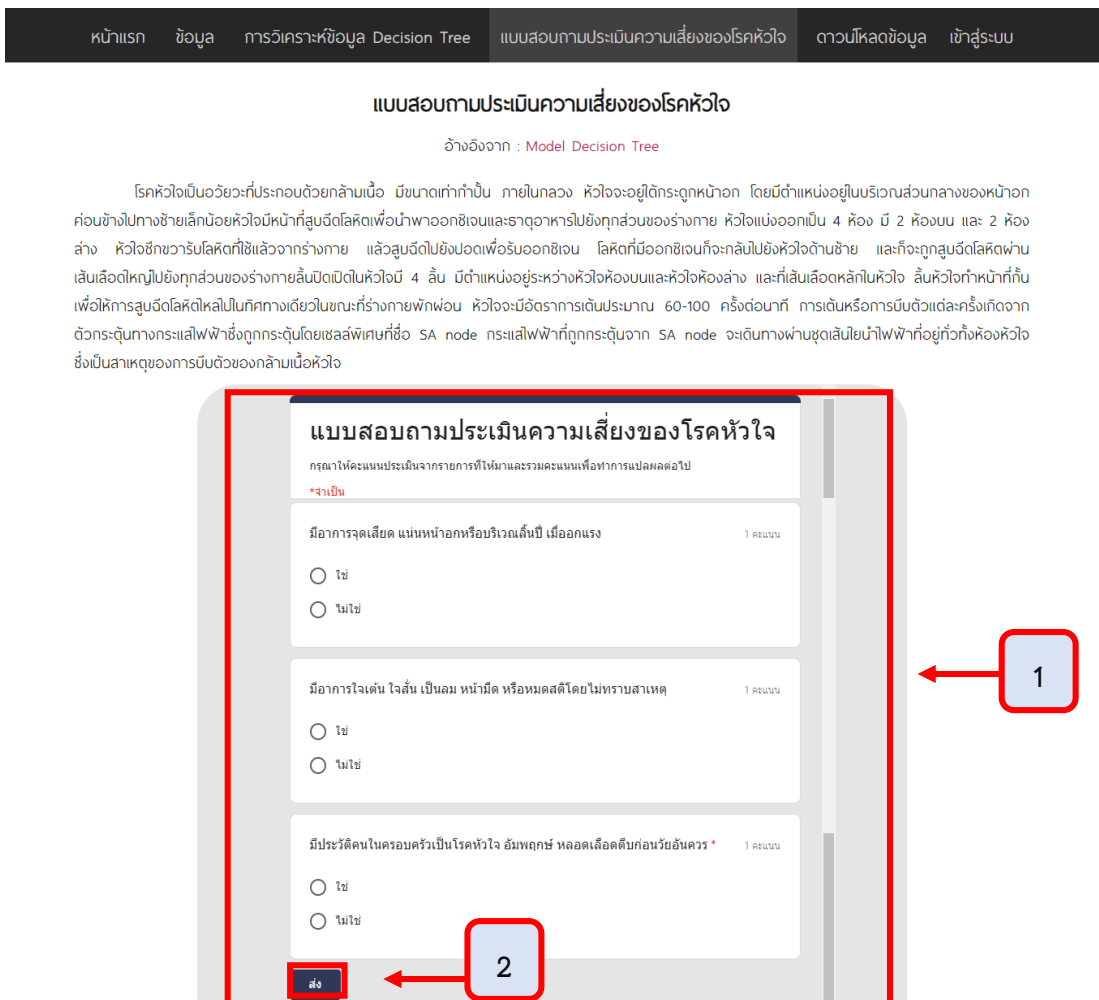 หน้าแรก ข้อมูล การวิเคราะห์ข้อมูล Decision Tree แบบสอบถามประเมินความเสี่ยงของโรคหัวใจ ดาวน์โหลดข้อมูล เข้าสู่ระบบ
แบบสอบถามประเมินความเสี่ยงของโรคหัวใจ
อ้างอิงจาก : Model Decision Tree
โรคหัวใจเป็นอวัยวะที่ประกอบด้วยกล้ามเนื้อ มีขนาดเท่ากำปั้น ภายในกลวง หัวใจจะอยู่ใต้กระดูกหน้าอก โดยมีตำแหน่งอยู่ในบริเวณส่วนกลางของหน้าอก
ค่อนข้างไปทางซ้ายเล็กน้อยหัวใจมีหน้าที่สูบฉีดโลหิตเพื่อนำพาออกซิเจนและธาตุอาหารไปยังทุกส่วนของร่างกาย หัวใจแบ่งออกเป็น 4 ห้อง มี 2 ห้องบน และ 2 ห้อง
ล่าง หัวใจซีกขวารับโลหิตที่ใช้แล้วจากร่างกาย แล้วสูบฉีดไปยังปอดเพื่อรับออกซิเจน โลหิตที่มีออกซิเจนก็จะกลับไปยังหัวใจด้านซ้าย และก็จะถูกสูบฉีดโลหิตผ่าน
เส้นเลือดใหญ่ไปยังทุกส่วนของร่างกายลิ้นปิดเปิดในหัวใจมี 4 ลิ้น มีตำแหน่งอยู่ระหว่างหัวใจห้องบนและหัวใจห้องล่าง และที่เส้นเลือดหลักในหัวใจ ลิ้นหัวใจทำหน้าที่กั้น
เพื่อให้การสูบฉีดโลหิตไหลไปในทิศทางเดียวในขณะที่ร่างกายพักผ่อน หัวใจจะมีอัตราการเต้นประมาณ 60-100 ครั้งต่อนาที การเต้นหรือการบีบตัวแต่ละครั้งเกิดจาก
ตัวกระตุ้นทางกระแสไฟฟ้าซึ่งถูกกระตุ้นโดยเซลล์พิเศษที่ชื่อ SA node กระแสไฟฟ้าที่ถูกกระตุ้นจาก SA node จะเดินทางผ่านชุดเส้นใยนำไฟฟ้าที่อยู่ทั่วทั้งห้องหัวใจ
ซึ่งเป็นสาเหตุของการบีบตัวของกล้ามเนื้อหัวใจ
แบบสอบถามประเมินความเสี่ยงของโรคหัวใจ
กรุณาให้คะแนนประเมินจากรายการที่ให้มาและรวมคะแนนเพื่อทำการแปลผลต่อไป
*จำเป็น
มีอาการจุดเสียด แน่นหน้าอกหรือบริเวณลิ้นปี่ เมื่อออกแรง 1 คะแนน
ใช่
ไม่ใช่
มีอาการใจเต้น ใจสั่น เป็นลม หน้ามืด หรือหมดสติโดยไม่ทราบสาเหตุ 1 คะแนน
ใช่
ไม่ใช่
1
มีประวัติคนในครอบครัวเป็นโรคหัวใจ อัมพฤกษ์ หลอดเลือดตีบก่อนวัยอันควร * 1 คะแนน
ใช่
ไม่ใช่
2
ส่ง